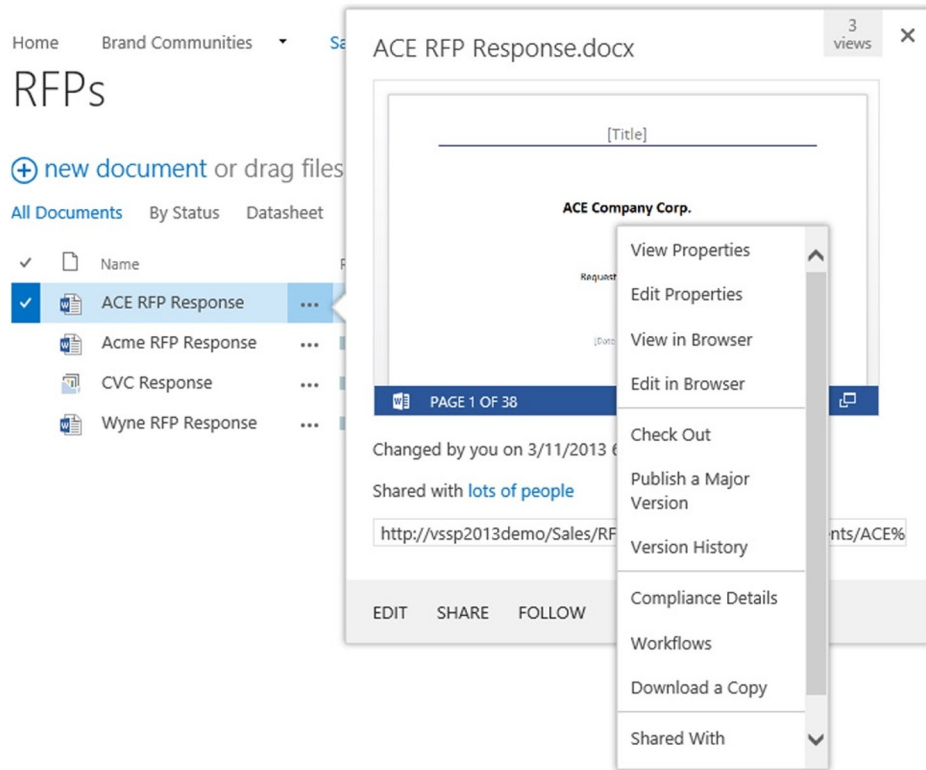 Home Brand Communities Sa
RFPs
new document or drag files
All Documents By Status Datasheet
Name
ACE RFP Response
Acme RFP Response
CVC Response
Wyne RFP Response
ACE RFP Response.docx
3
views
[Title]
ACE Company Corp.
Request
[Date
PAGE 1 OF 38
Changed by you on 3/11/2013 6
Shared with lots of people
http://vssp2013demo/Sales/RF nts/ACE%
EDIT SHARE FOLLOW
View Properties
Edit Properties
View in Browser
Edit in Browser
Check Out
Publish a Major
Version
Version History
Compliance Details
Workflows
Download a Copy
Shared With